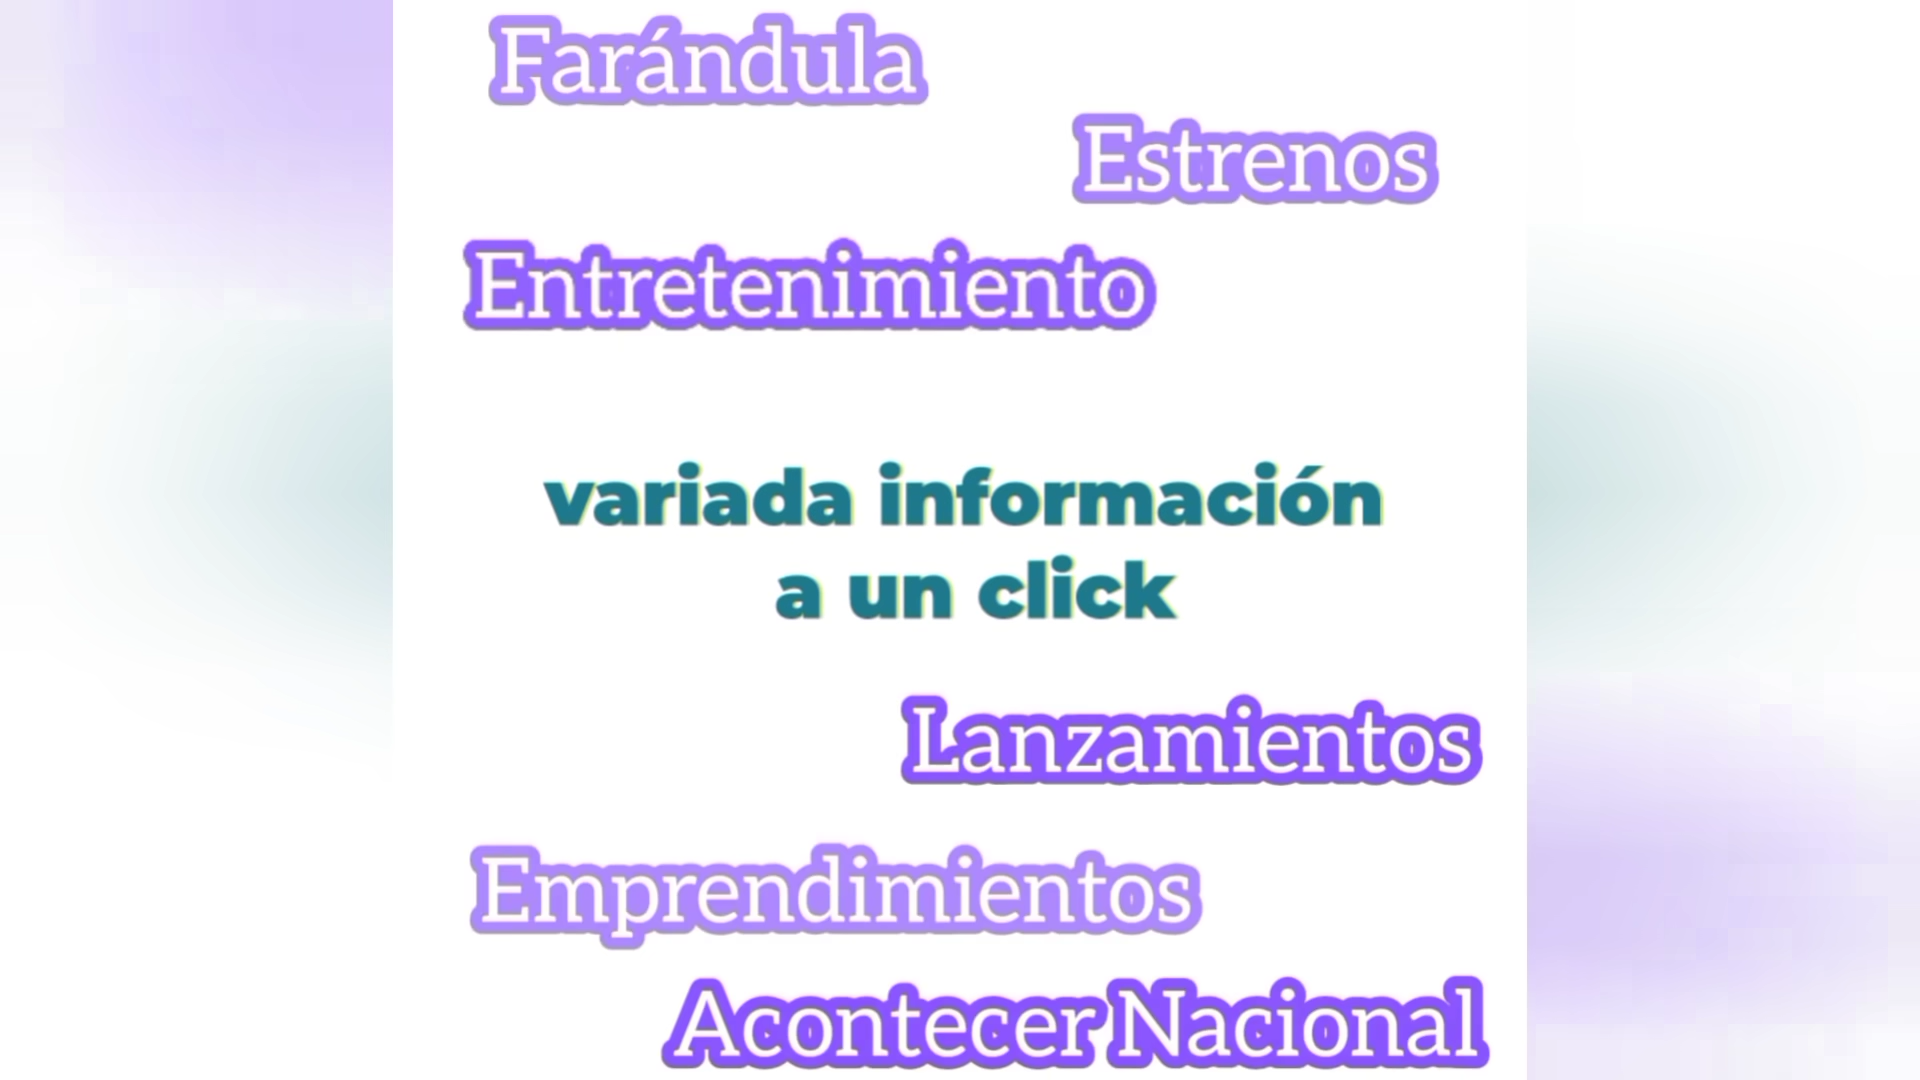 Farándula
Estrenos
Entretenimiento
variada información
a un click
Lanzamientos
Emprendimientos
Acontecer Nacional